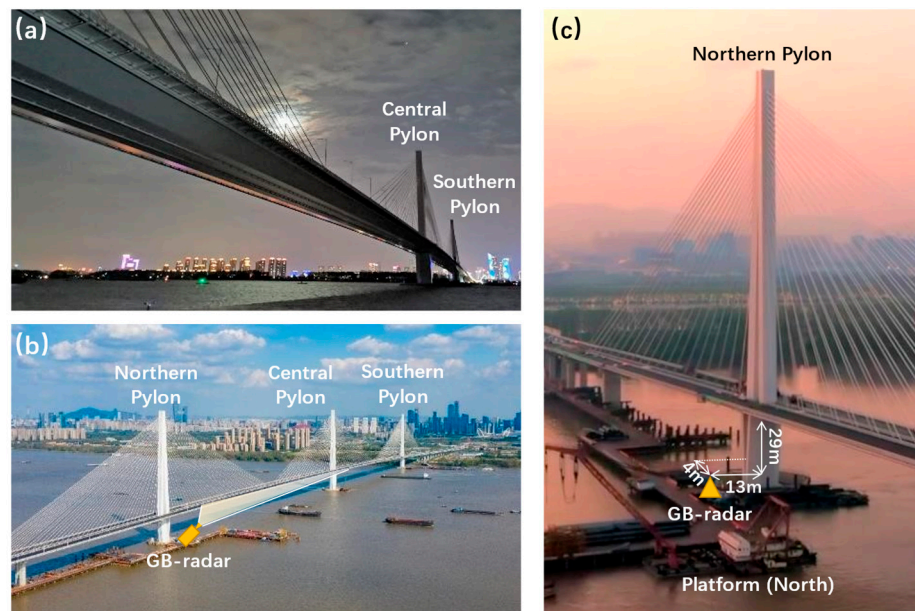 (a)
Central
Pylon
Southern
Pylon
(b)
Northern
Pylon
Central
Pylon
Southern
Pylon
GB-radar
(c)
Northern Pylon
29m
4m
13m
GB-radar
Platform (North)